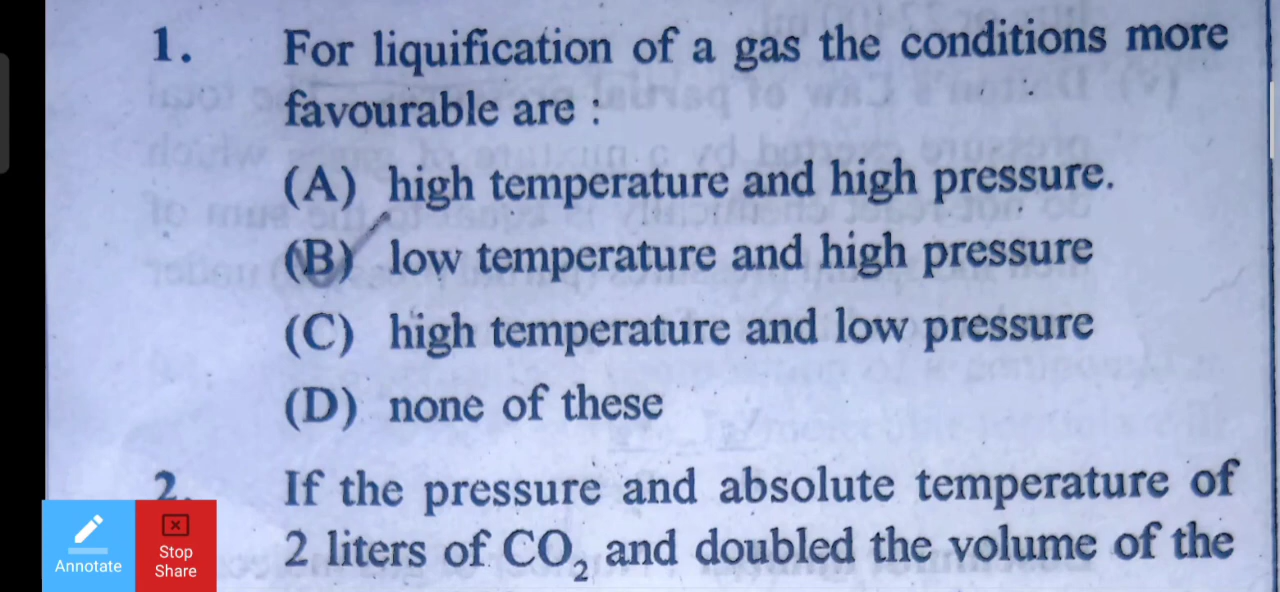 1. For liquification of a gas the conditions more
favourable are :
(A) high temperature and high pressure.
(B) low temperature and high pressure
(C) high temperature and low pressure
(D) none of these
2. If the pressure and absolute temperature of
2 liters of CO₂ and doubled the volume of the
Annotate
Stop
Share